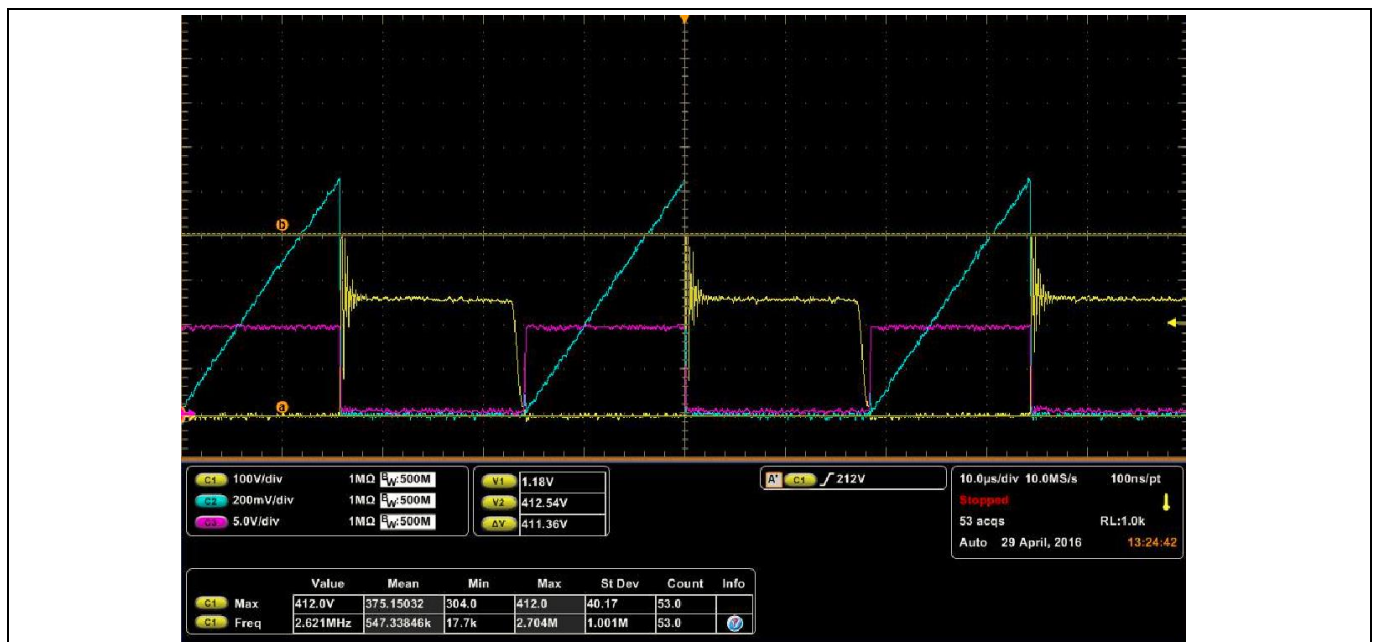 b
a
C1 100V/div 1MΩ BW:500M
C2 200mV/div 1MΩ BW:500M
C3 5.0V/div 1MΩ BW:500M
V1 1.18V
V2 412.54V
ΔV 411.36V
A' C1 212V
10.0µs/div 10.0MS/s 100ns/pt
Stopped
53 acqs RL:1.0k
Auto 29 April, 2016 13:24:42
Value Mean Min Max St Dev Count Info
C1 Max 412.0V 375.15032 304.0 412.0 40.17 53.0
C1 Freq 2.621MHz 547.33846k 17.7k 2.704M 1.001M 53.0